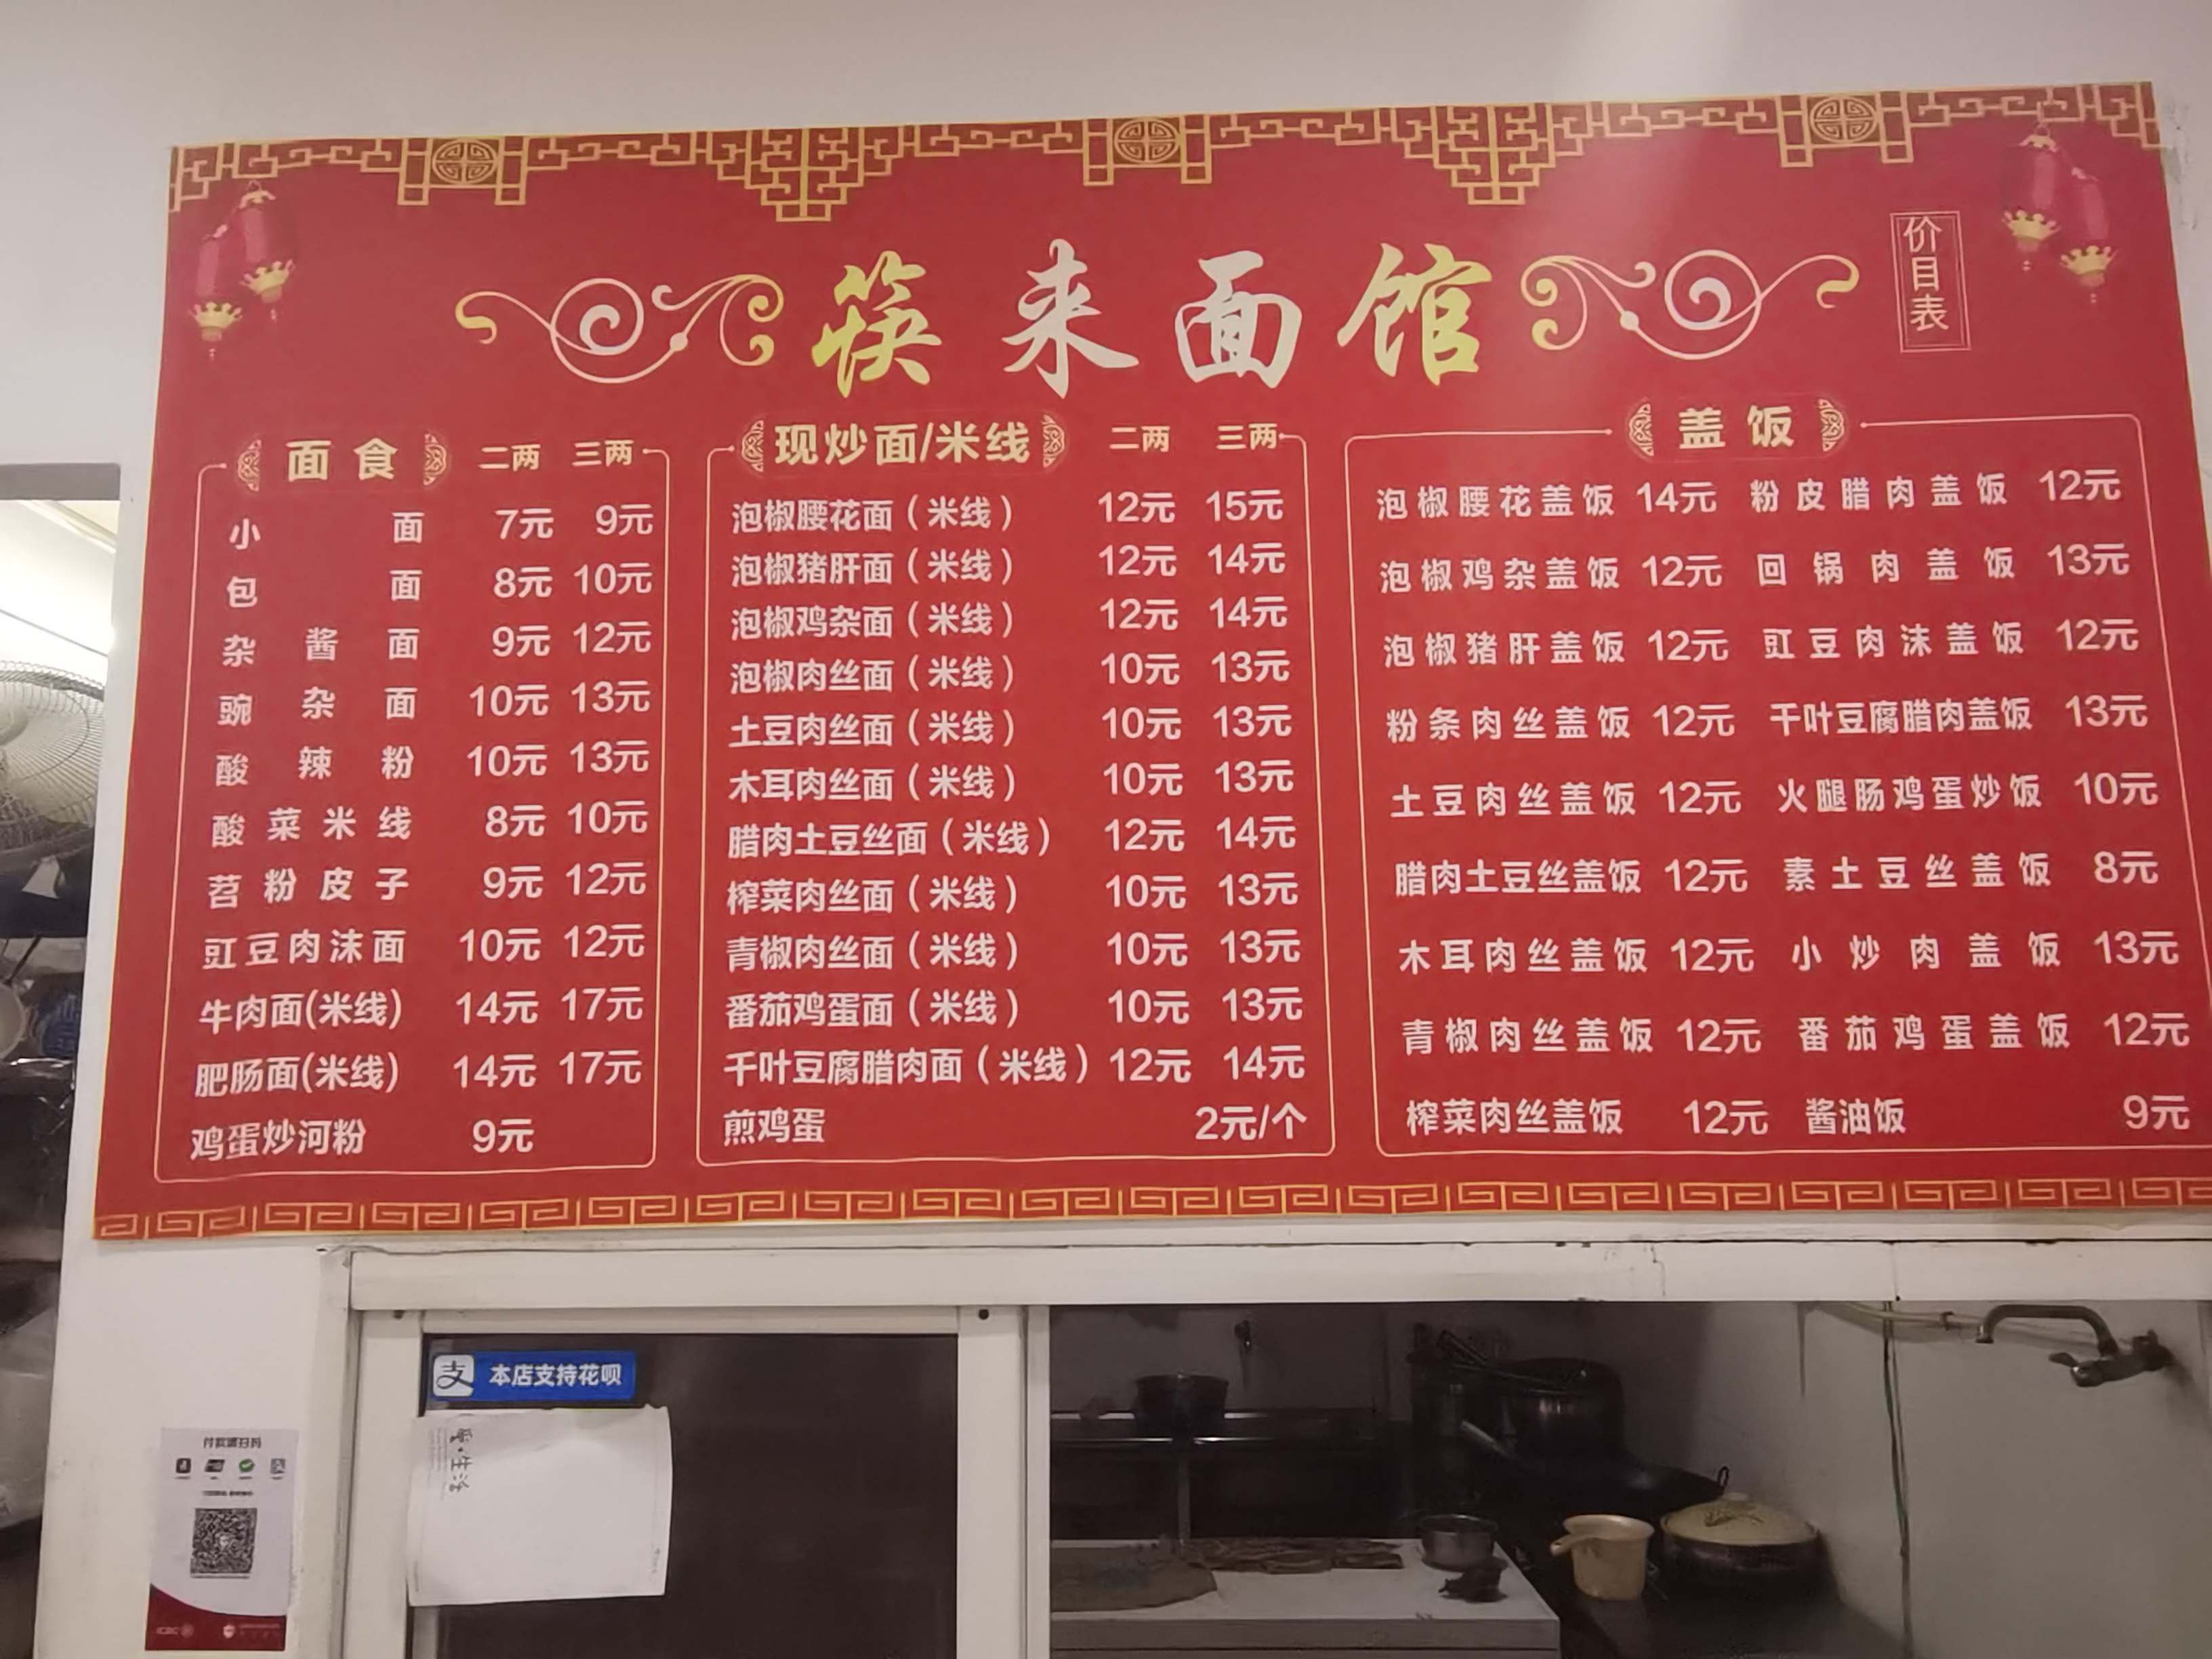 筷来面馆
价目表
面食 二两 三两
小面 7元 9元
包面 8元 10元
杂酱面 9元 12元
豌杂面 10元 13元
酸辣粉 10元 13元
酸菜米线 8元 10元
苕粉皮子 9元 12元
豇豆肉沫面 10元 12元
牛肉面(米线) 14元 17元
肥肠面(米线) 14元 17元
鸡蛋炒河粉 9元
现炒面/米线 二两 三两
泡椒腰花面（米线） 12元 15元
泡椒猪肝面（米线） 12元 14元
泡椒鸡杂面（米线） 12元 14元
泡椒肉丝面（米线） 10元 13元
土豆肉丝面（米线） 10元 13元
木耳肉丝面（米线） 10元 13元
腊肉土豆丝面（米线） 12元 14元
榨菜肉丝面（米线） 10元 13元
青椒肉丝面（米线） 10元 13元
番茄鸡蛋面（米线） 10元 13元
千叶豆腐腊肉面（米线） 12元 14元
煎鸡蛋 2元/个
盖饭
泡椒腰花盖饭 14元 粉皮腊肉盖饭 12元
泡椒鸡杂盖饭 12元 回锅肉盖饭 13元
泡椒猪肝盖饭 12元 豇豆肉沫盖饭 12元
粉条肉丝盖饭 12元 千叶豆腐腊肉盖饭 13元
土豆肉丝盖饭 12元 火腿肠鸡蛋炒饭 10元
腊肉土豆丝盖饭 12元 素土豆丝盖饭 8元
木耳肉丝盖饭 12元 小炒肉盖饭 13元
青椒肉丝盖饭 12元 番茄鸡蛋盖饭 12元
榨菜肉丝盖饭 12元 酱油饭 9元
支 本店支持花呗
付款请扫码
ICBC